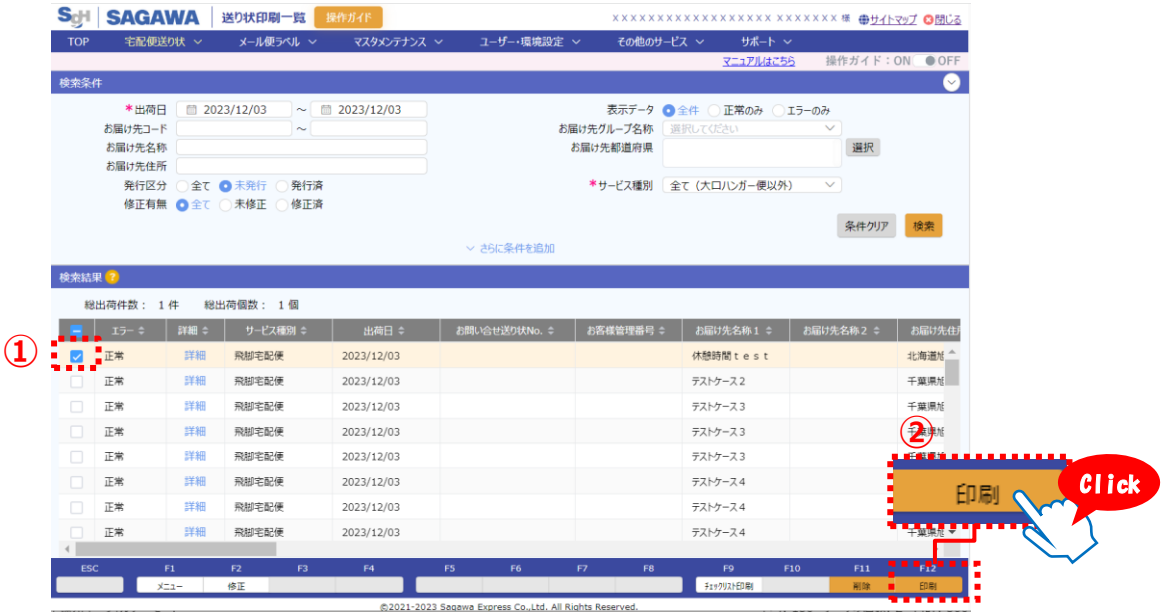 SGH SAGAWA 送り状印刷一覧 操作ガイド XXXXXXXXXXXXXXXXXX XXXXXXX 様 サイトマップ 閉じる
TOP 宅配便送り状 メール便ラベル マスタメンテナンス ユーザー・環境設定 その他のサービス サポート
マニュアルはこちら 操作ガイド：ON OFF
検索条件
*出荷日 2023/12/03 ～ 2023/12/03 表示データ 全件 正常のみ エラーのみ
お届け先コード ～ お届け先グループ名称 選択してください
お届け先名称 お届け先都道府県 選択
お届け先住所
発行区分 全て 未発行 発行済 *サービス種別 全て（大口ハンガー便以外）
修正有無 全て 未修正 修正済
条件クリア 検索
さらに条件を追加
検索結果 ?
総出荷件数： 1 件 総出荷個数： 1 個
エラー 詳細 サービス種別 出荷日 お問い合せ送り状No. お客様管理番号 お届け先名称１ お届け先名称２ お届け先住
①
正常 詳細 飛脚宅配便 2023/12/03 休憩時間ｔｅｓｔ 北海道旭
正常 詳細 飛脚宅配便 2023/12/03 テストケース２ 千葉県旭
正常 詳細 飛脚宅配便 2023/12/03 テストケース３ 千葉県旭
正常 詳細 飛脚宅配便 2023/12/03 テストケース３
②
正常 詳細 飛脚宅配便 2023/12/03 テストケース３
正常 詳細 飛脚宅配便 2023/12/03 テストケース４
正常 詳細 飛脚宅配便 2023/12/03 テストケース４
正常 詳細 飛脚宅配便 2023/12/03 テストケース４ 千葉県旭
印刷
Click
ESC F1 F2 F3 F4 F5 F6 F7 F8 F9 F10 F11 F12
メニュー 修正 チェックリスト印刷 削除 印刷
©2021-2023 Sagawa Express Co.,Ltd. All Rights Reserved.